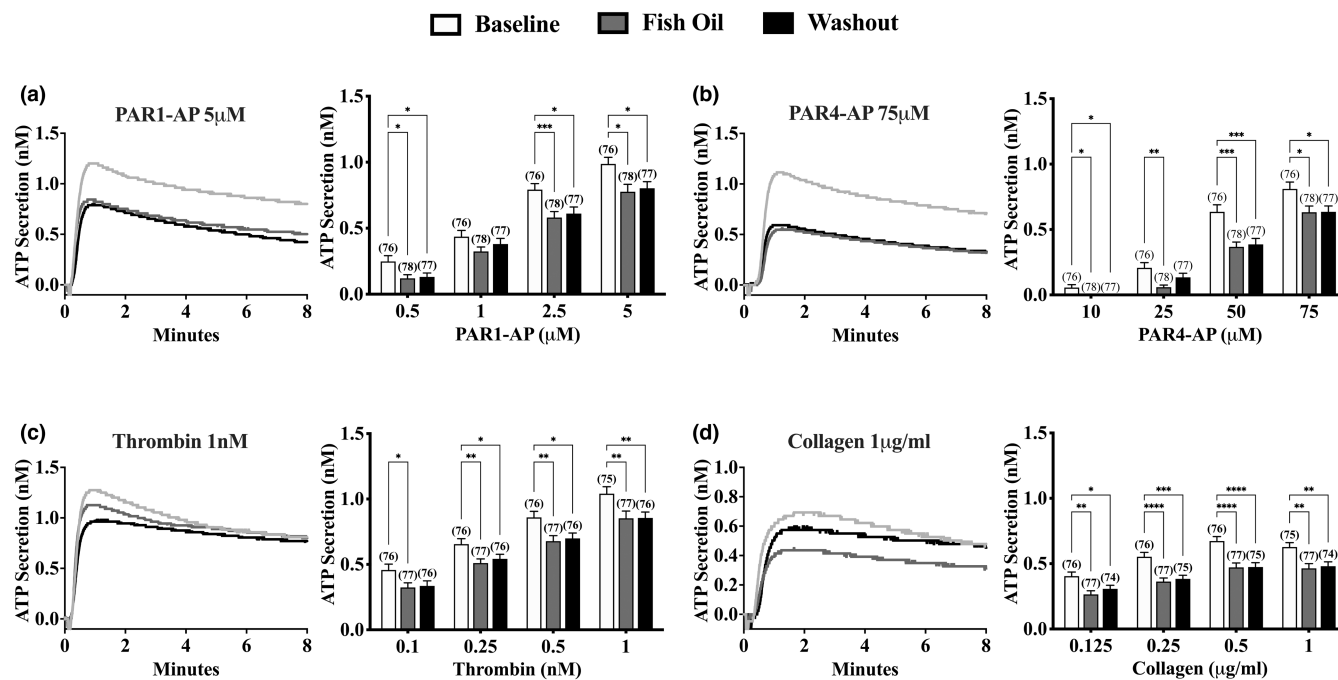 Baseline Fish Oil Washout
(a)
PAR1-AP 5μM
ATP Secretion (nM)
1.5
1.0
0.5
0.0
0 2 4 6 8
Minutes
ATP Secretion (nM)
1.5
1.0
0.5
0.0
* *
(76) (78) (77)
(76) (78) (77)
*** *
(76) (78) (77)
* *
(76) (78) (77)
0.5 1 2.5 5
PAR1-AP (μM)
(b)
PAR4-AP 75μM
ATP Secretion (nM)
1.5
1.0
0.5
0.0
0 2 4 6 8
Minutes
ATP Secretion (nM)
1.5
1.0
0.5
0.0
* *
(76) (78) (77)
**
(76) (78) (77)
*** ***
(76) (78) (77)
* *
(76) (78) (77)
10 25 50 75
PAR4-AP (μM)
(c)
Thrombin 1nM
ATP Secretion (nM)
1.5
1.0
0.5
0.0
0 2 4 6 8
Minutes
ATP Secretion (nM)
1.5
1.0
0.5
0.0
*
(76) (77) (76)
** *
(76) (77) (76)
** *
(76) (77) (76)
** **
(75) (77) (76)
0.1 0.25 0.5 1
Thrombin (nM)
(d)
Collagen 1μg/ml
ATP Secretion (nM)
1.0
0.8
0.6
0.4
0.2
0.0
0 2 4 6 8
Minutes
ATP Secretion (nM)
1.5
1.0
0.5
0.0
** *
(76) (77) (74)
**** ***
(76) (77) (75)
**** ****
(76) (77) (75)
** **
(75) (77) (74)
0.125 0.25 0.5 1
Collagen (μg/ml)